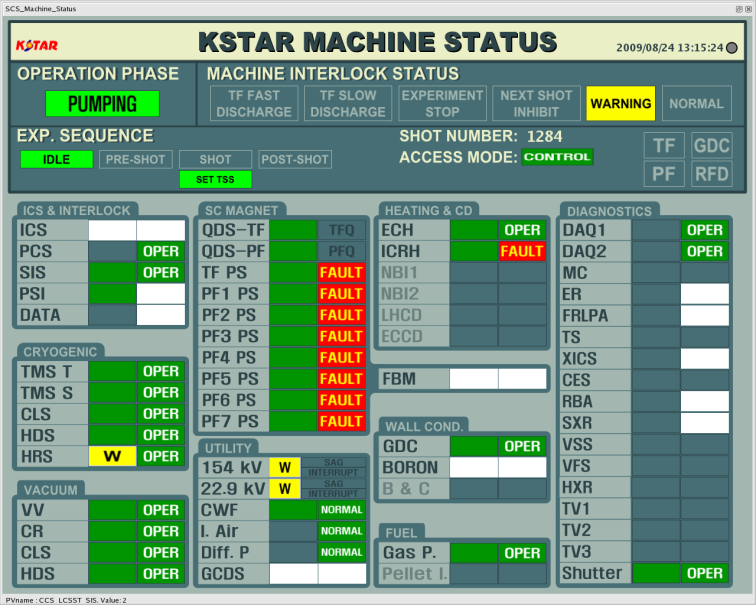 SCS_Machine_Status
KSTAR
KSTAR MACHINE STATUS
2009/08/24 13:15:24
OPERATION PHASE
PUMPING
MACHINE INTERLOCK STATUS
TF FAST DISCHARGE
TF SLOW DISCHARGE
EXPERIMENT STOP
NEXT SHOT INHIBIT
WARNING
NORMAL
EXP. SEQUENCE
IDLE PRE-SHOT SHOT POST-SHOT
SET TSS
SHOT NUMBER: 1284
ACCESS MODE: CONTROL
TF GDC
PF RFD
ICS & INTERLOCK
ICS
PCS OPER
SIS OPER
PSI
DATA
CRYOGENIC
TMS T OPER
TMS S OPER
CLS OPER
HDS OPER
HRS W OPER
VACUUM
VV OPER
CR OPER
CLS OPER
HDS OPER
SC MAGNET
QDS-TF TFQ
QDS-PF PFQ
TF PS FAULT
PF1 PS FAULT
PF2 PS FAULT
PF3 PS FAULT
PF4 PS FAULT
PF5 PS FAULT
PF6 PS FAULT
PF7 PS FAULT
UTILITY
154 kV W SAG INTERRUPT
22.9 kV W SAG INTERRUPT
CWF NORMAL
I. Air NORMAL
Diff. P NORMAL
GCDS
HEATING & CD
ECH OPER
ICRH FAULT
NBI1
NBI2
LHCD
ECCD
FBM
WALL COND.
GDC OPER
BORON
B & C
FUEL
Gas P. OPER
Pellet I.
DIAGNOSTICS
DAQ1 OPER
DAQ2 OPER
MC
ER
FRLPA
TS
XICS
CES
RBA
SXR
VSS
VFS
HXR
TV1
TV2
TV3
Shutter OPER
PVname : CCS_LCSST_SIS. Value: 2